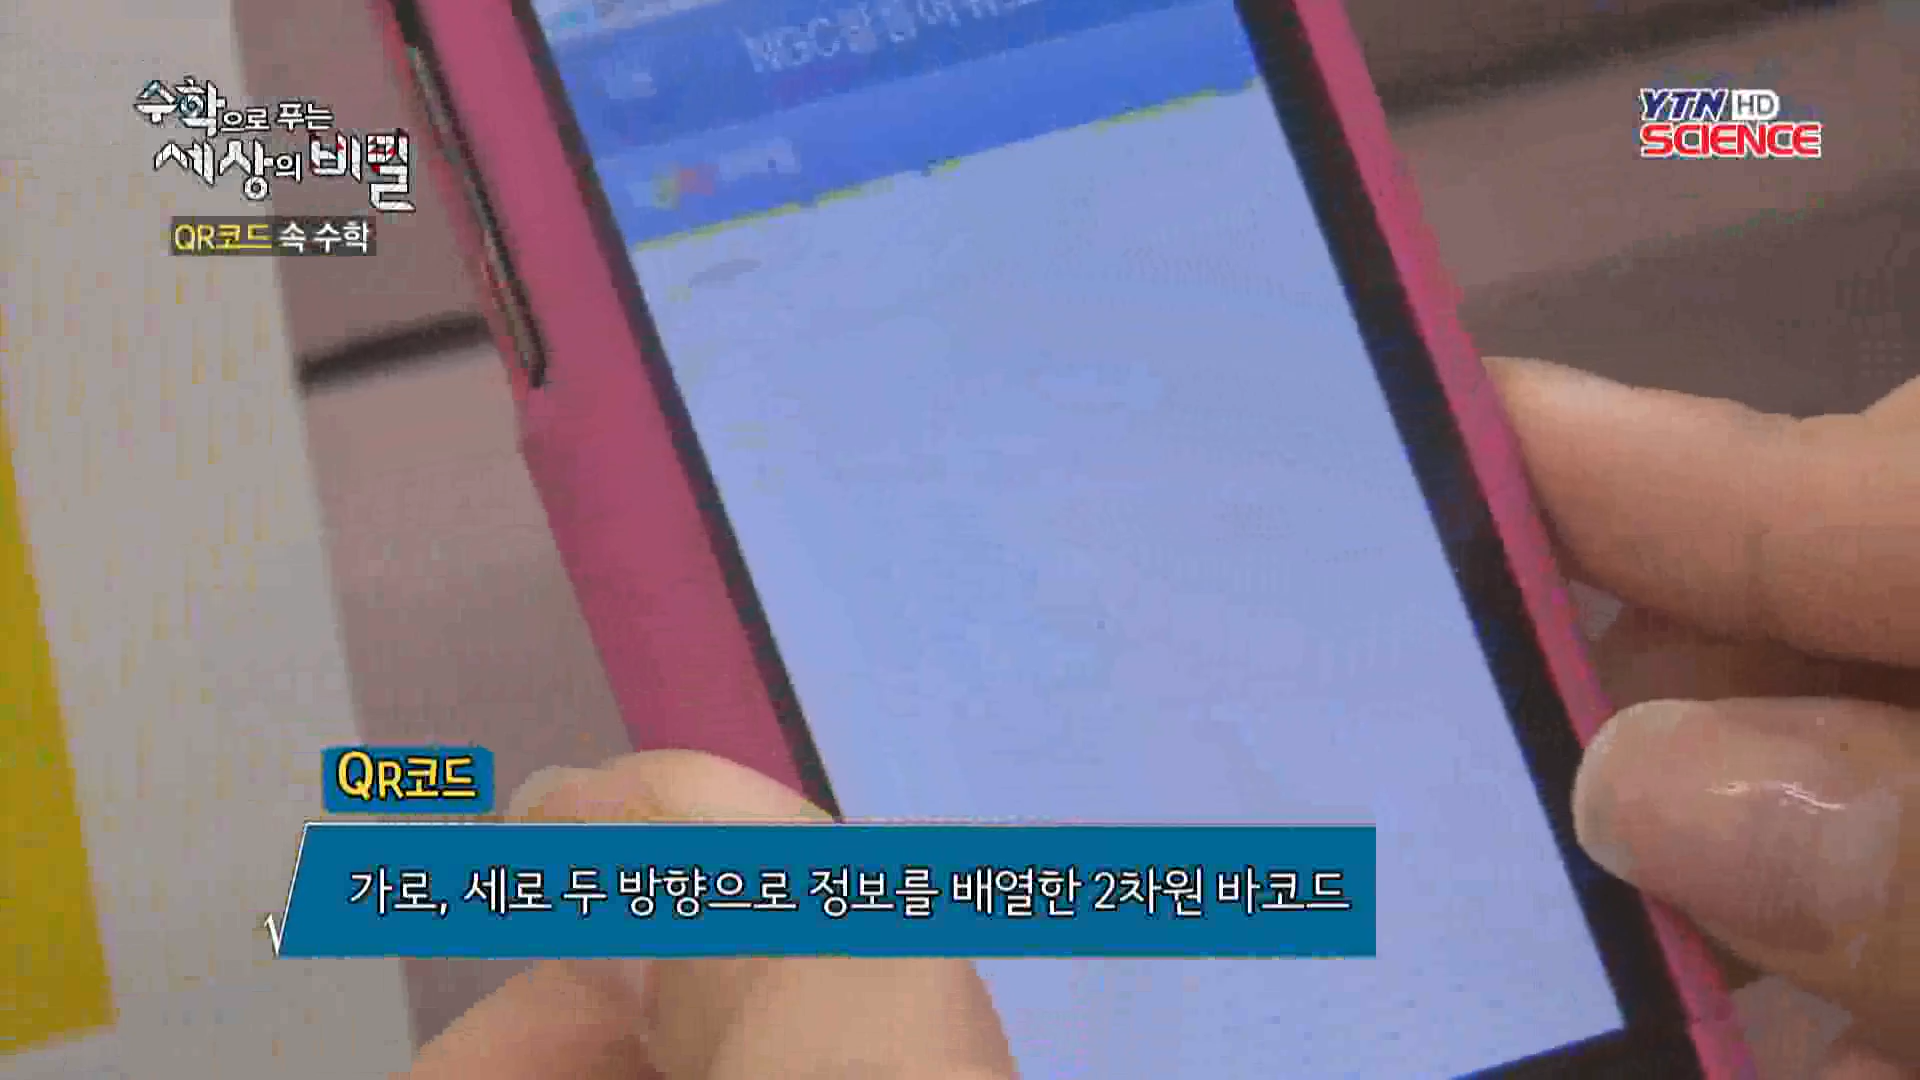 수학으로 푸는
세상의 비밀
QR코드 속 수학
YTN HD
SCIENCE
NGC
QR코드
가로, 세로 두 방향으로 정보를 배열한 2차원 바코드